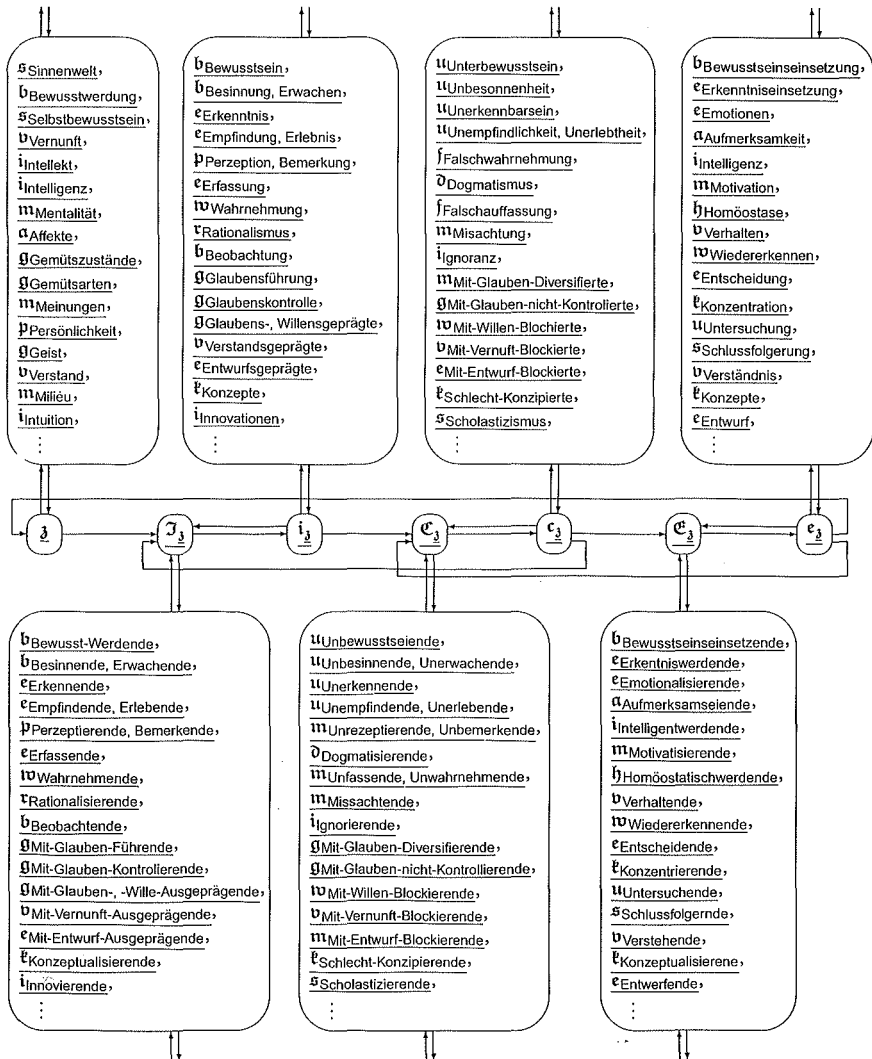 𝔰Sinnenwelt,
𝔟Bewusstwerdung,
𝔰Selbstbewusstsein,
𝔳Vernunft,
𝔦Intellekt,
𝔦Intelligenz,
𝔪Mentalität,
𝔞Affekte,
𝔤Gemütszustände,
𝔤Gemütsarten,
𝔪Meinungen,
𝔭Persönlichkeit,
𝔤Geist,
𝔳Verstand,
𝔪Miliéu,
𝔦Intuition,
⋮
𝔟Bewusstsein,
𝔟Besinnung, Erwachen,
𝔢Erkenntnis,
𝔢Empfindung, Erlebnis,
𝔭Perzeption, Bemerkung,
𝔢Erfassung,
𝔴Wahrnehmung,
𝔯Rationalismus,
𝔟Beobachtung,
𝔤Glaubensführung,
𝔤Glaubenskontrolle,
𝔤Glaubens-, Willensgeprägte,
𝔳Verstandsgeprägte,
𝔢Entwurfsgeprägte,
𝔨Konzepte,
𝔦Innovationen,
⋮
𝔲Unterbewusstsein,
𝔲Unbesonnenheit,
𝔲Unerkennbarsein,
𝔲Unempfindlichkeit, Unerlebtheit,
𝔣Falschwahrnehmung,
𝔡Dogmatismus,
𝔣Falschauffassung,
𝔪Misachtung,
𝔦Ignoranz,
𝔪Mit-Glauben-Diversifierte,
𝔤Mit-Glauben-nicht-Kontrolierte,
𝔴Mit-Willen-Blochierte,
𝔳Mit-Vernuft-Blockierte,
𝔢Mit-Entwurf-Blockierte,
𝔨Schlecht-Konzipierte,
𝔰Scholastizismus,
⋮
𝔟Bewusstseinseinsetzung,
𝔢Erkenntniseinsetzung,
𝔢Emotionen,
𝔞Aufmerksamkeit,
𝔦Intelligenz,
𝔪Motivation,
𝔥Homöostase,
𝔳Verhalten,
𝔴Wiedererkennen,
𝔢Entscheidung,
𝔨Konzentration,
𝔲Untersuchung,
𝔰Schlussfolgerung,
𝔳Verständnis,
𝔨Konzepte,
𝔢Entwurf,
⋮
𝔷 ℑ𝔷 𝔦𝔷 ℭ𝔷 𝔠𝔷 𝔈𝔷 𝔢𝔷
𝔟Bewusst-Werdende,
𝔟Besinnende, Erwachende,
𝔢Erkennende,
𝔢Empfindende, Erlebende,
𝔭Perzeptierende, Bemerkende,
𝔢Erfassende,
𝔴Wahrnehmende,
𝔯Rationalisierende,
𝔟Beobachtende,
𝔤Mit-Glauben-Führende,
𝔤Mit-Glauben-Kontrolierende,
𝔤Mit-Glauben-, -Wille-Ausgeprägende,
𝔳Mit-Vernunft-Ausgeprägende,
𝔢Mit-Entwurf-Ausgeprägende,
𝔨Konzeptualisierende,
𝔦Innovierende,
⋮
𝔲Unbewusstseiende,
𝔲Unbesinnende, Unerwachende,
𝔲Unerkennende,
𝔲Unempfindende, Unerlebende,
𝔪Unrezeptierende, Unbemerkende,
𝔡Dogmatisierende,
𝔪Unfassende, Unwahrnehmende,
𝔪Missachtende,
𝔦Ignorierende,
𝔤Mit-Glauben-Diversifierende,
𝔤Mit-Glauben-nicht-Kontrollierende,
𝔴Mit-Willen-Blockierende,
𝔳Mit-Vernunft-Blockierende,
𝔪Mit-Entwurf-Blockierende,
𝔨Schlecht-Konzipierende,
𝔰Scholastizierende,
⋮
𝔟Bewusstseinseinsetzende,
𝔢Erkentniswerdende,
𝔢Emotionalisierende,
𝔞Aufmerksamseiende,
𝔦Intelligentwerdende,
𝔪Motivatisierende,
𝔥Homöostatischwerdende,
𝔳Verhaltende,
𝔴Wiedererkennende,
𝔢Entscheidende,
𝔨Konzentrierende,
𝔲Untersuchende,
𝔰Schlussfolgernde,
𝔳Verstehende,
𝔨Konzeptualisierene,
𝔢Entwerfende,
⋮